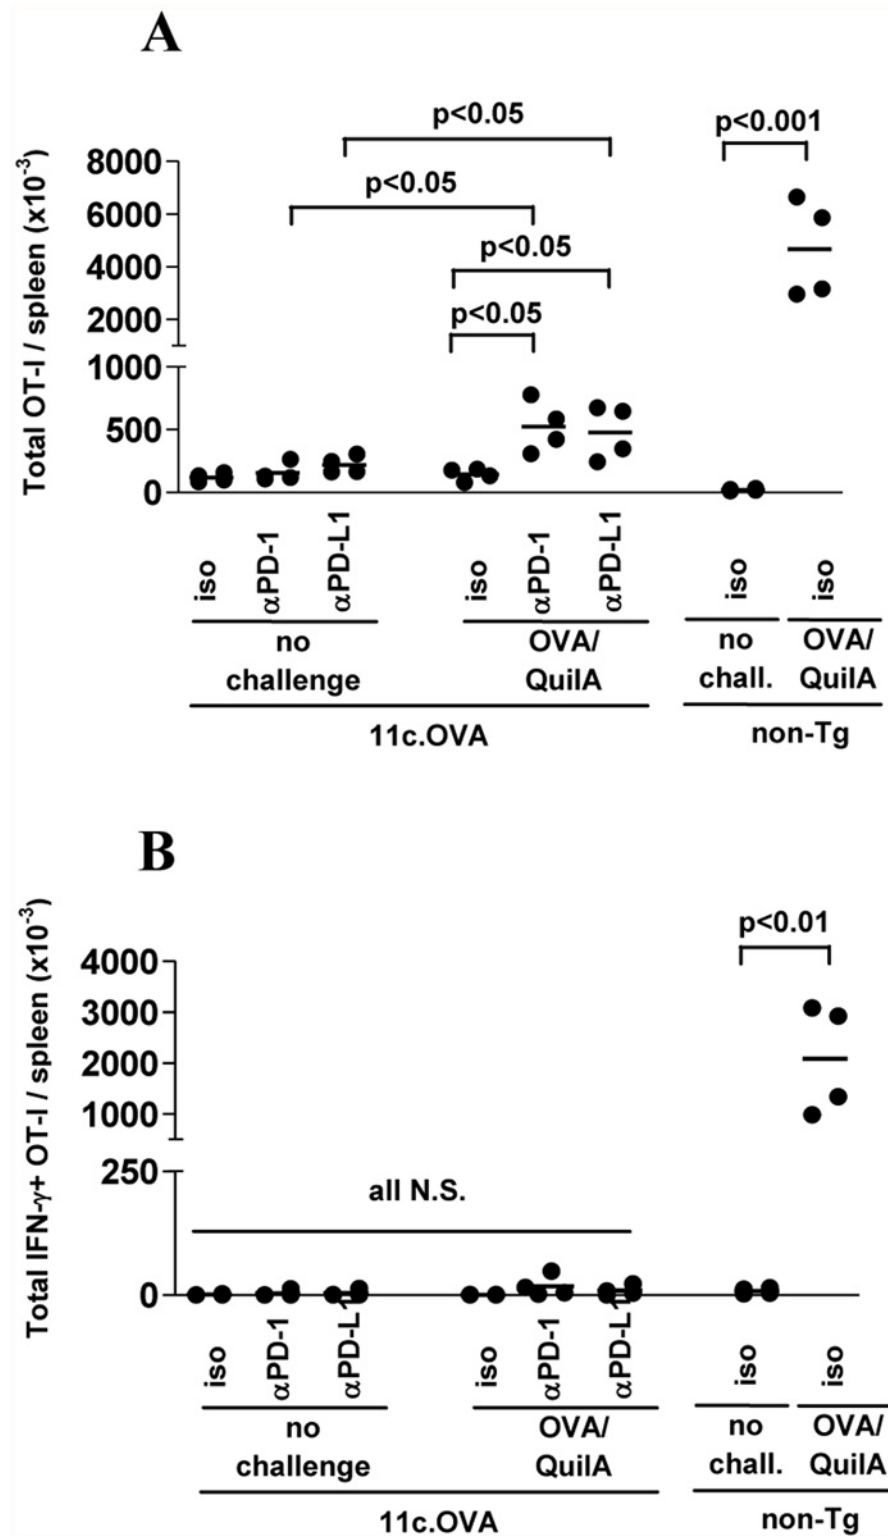 A
Total OT-I / spleen (x10⁻³)
p<0.05
p<0.001
p<0.05
p<0.05
p<0.05
8000
6000
4000
2000
1000
500
0
iso
αPD-1
αPD-L1
iso
αPD-1
αPD-L1
iso
iso
no
challenge
OVA/
QuilA
no
chall.
OVA/
QuilA
11c.OVA
non-Tg
B
Total IFN-γ+ OT-I / spleen (x10⁻³)
p<0.01
4000
3000
2000
1000
250
0
all N.S.
iso
αPD-1
αPD-L1
iso
αPD-1
αPD-L1
iso
iso
no
challenge
OVA/
QuilA
no
chall.
OVA/
QuilA
11c.OVA
non-Tg